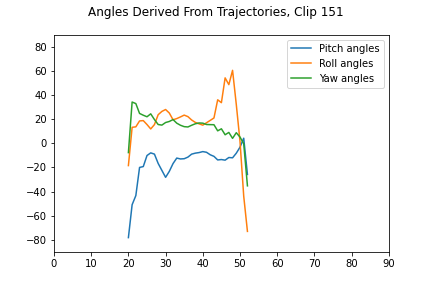 Angles Derived From Trajectories, Clip 151
Pitch angles
Roll angles
Yaw angles
80
60
40
20
0
−20
−40
−60
−80
0 10 20 30 40 50 60 70 80 90